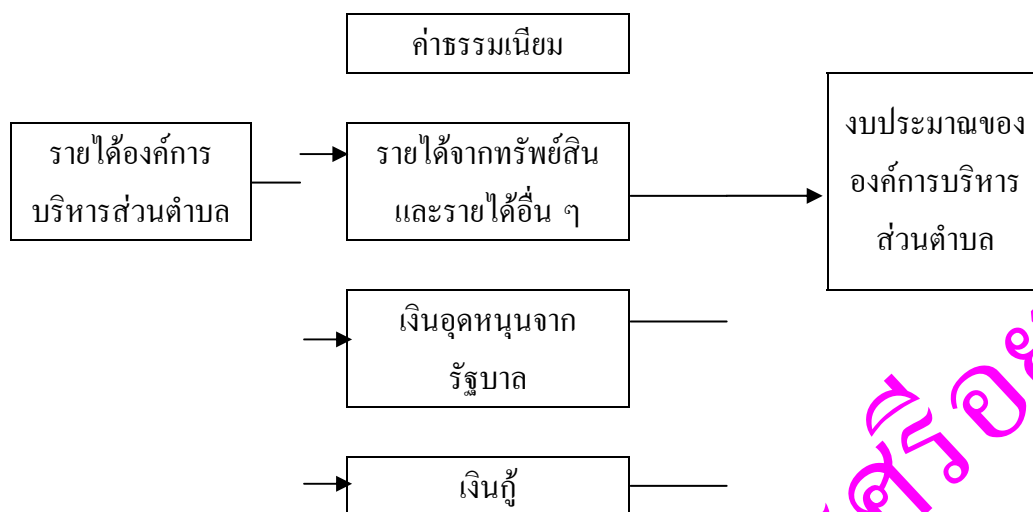 ค่าธรรมเนียม
รายได้องค์การ
บริหารส่วนตำบล
รายได้จากทรัพย์สิน
และรายได้อื่น ๆ
งบประมาณของ
องค์การบริหาร
ส่วนตำบล
เงินอุดหนุนจาก
รัฐบาล
เงินกู้